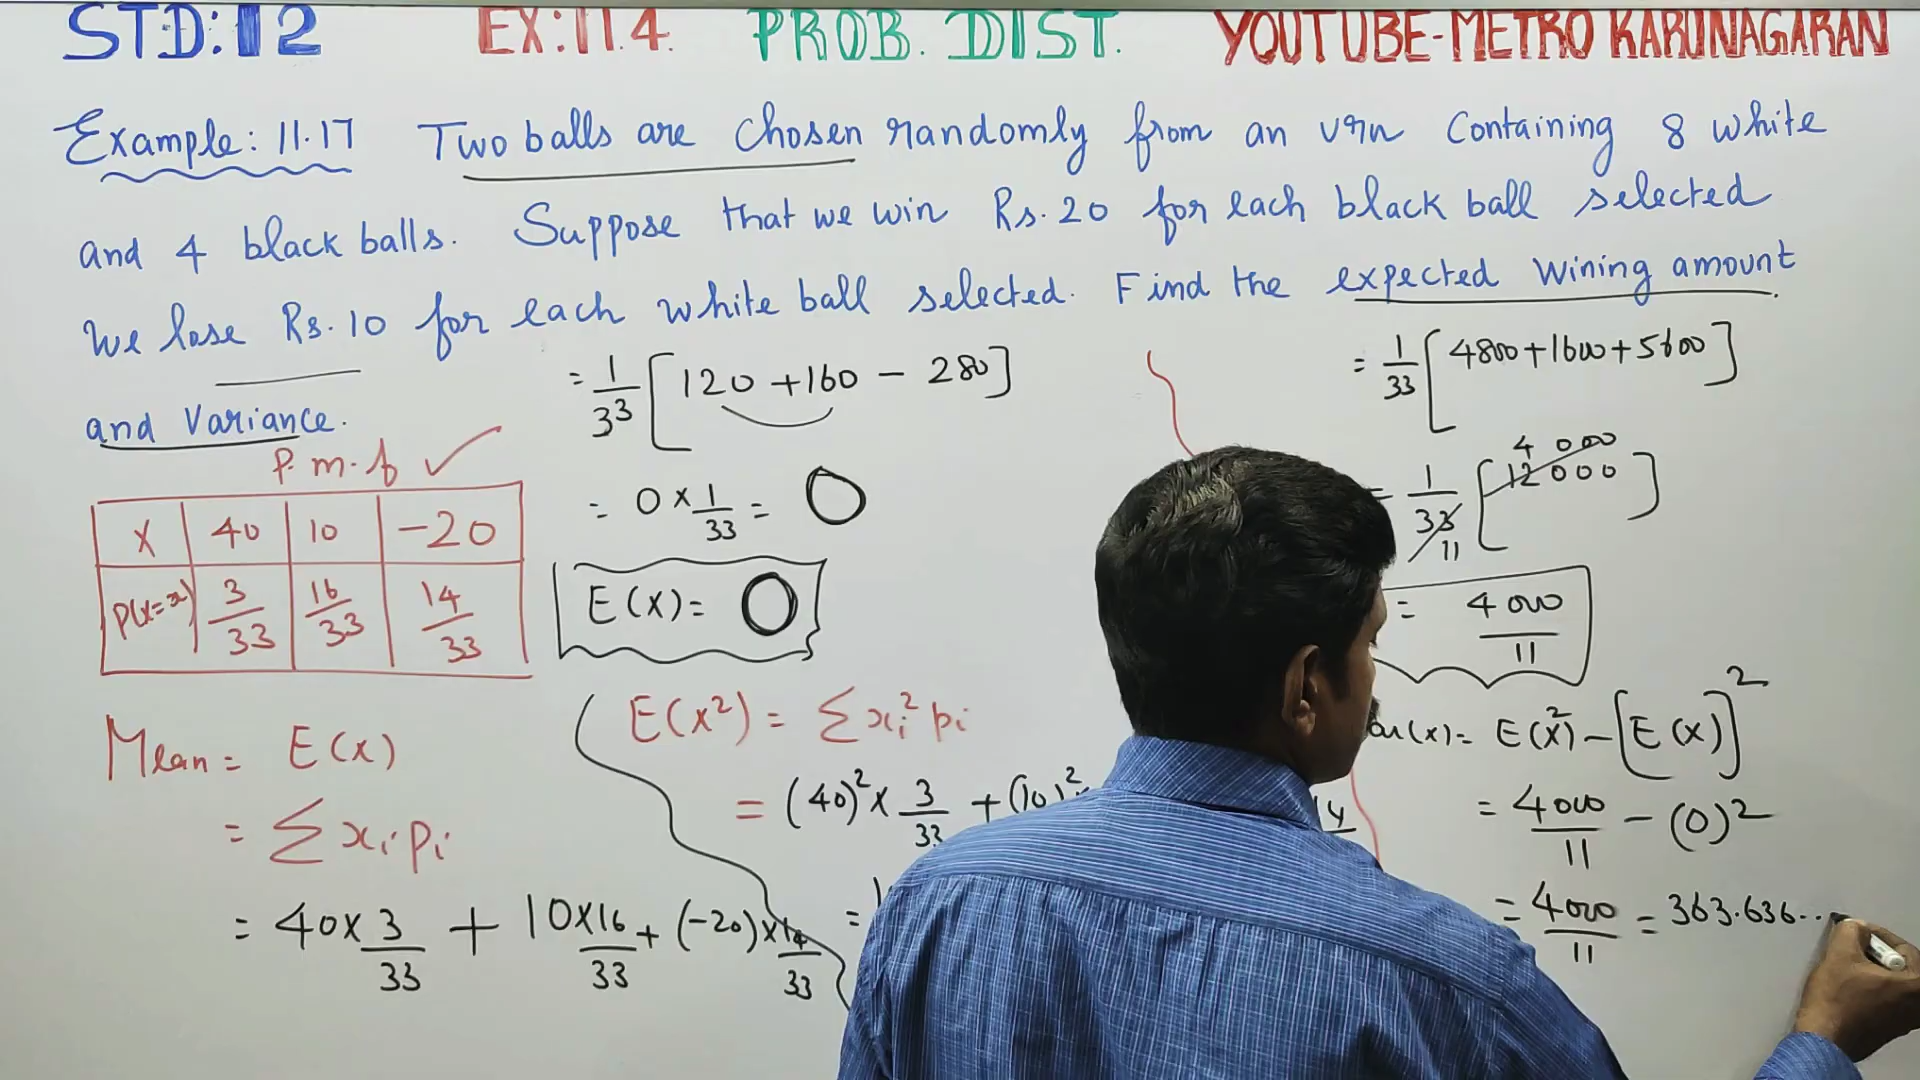 STD:12 EX:11.4. PROB. DIST. YOUTUBE-METRO KARUNAGARAN
Example: 11.17 Two balls are chosen randomly from an urn containing 8 white
and 4 black balls. Suppose that we win Rs.20 for each black ball selected
We lose Rs.10 for each white ball selected. Find the expected wining amount
and Variance.
P.m.f ✓
X 40 10 -20
P(X=x) 3/33 16/33 14/33
Mean = E(x)
= Σ xi pi
= 40 × 3/33 + 10×16/33 + (-20) × 14/33
= 1/33 [120 + 160 - 280]
= 0 × 1/33 = 0
E(X) = 0
E(x²) = Σ xi² pi
= (40)² × 3/33 + (10)²
=
= 1/33 [4800+1600+5600]
= 1/33 [12000] 4000 11
= 4000/11
(x) = E(x²) - [E(x)]²
= 4000/11 - (0)²
= 4000/11 = 363.636...